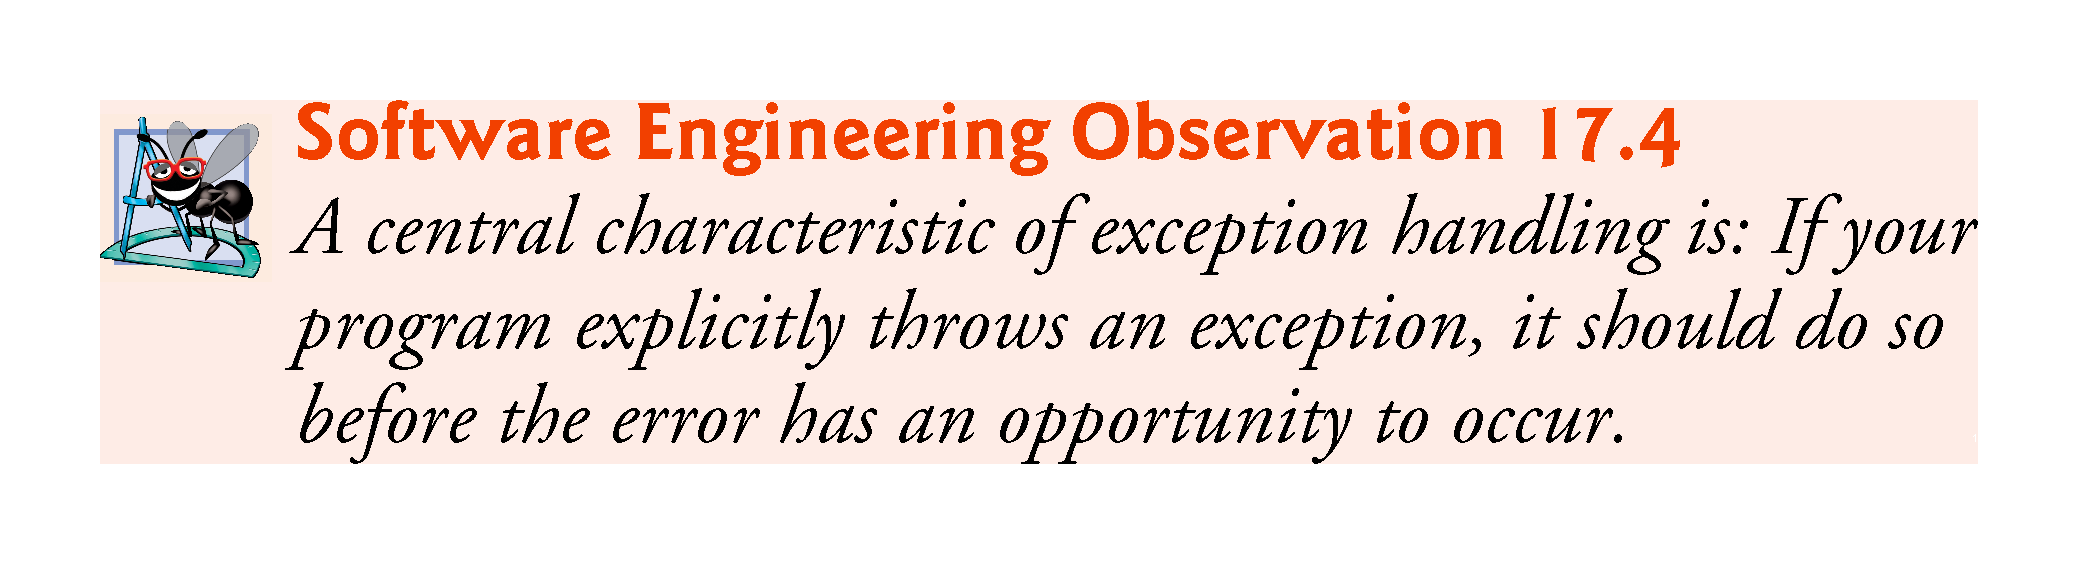 Software Engineering Observation 17.4
A central characteristic of exception handling is: If your
program explicitly throws an exception, it should do so
before the error has an opportunity to occur.